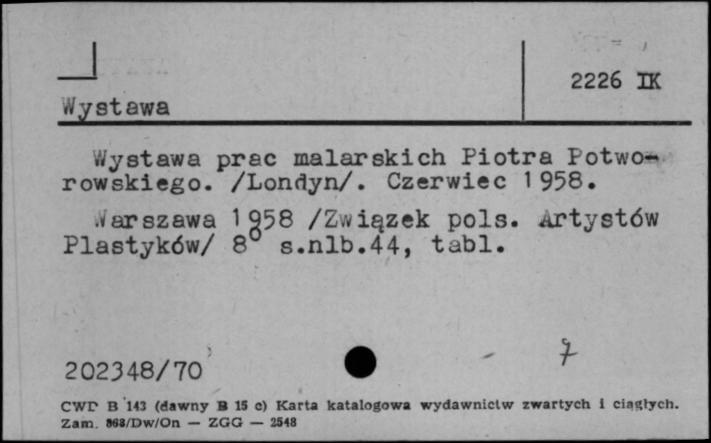 2226 IK
Wystawa
Wystawa prac malarskich Piotra Potwo-
rowskiego. /Londyn/. Czerwiec 1958.
Warszawa 1958 /Związek pols. Artystów
Plastyków/ 8° s.nlb.44, tabl.
202348/70
7
CWD B 143 (dawny B 15 c) Karta katalogowa wydawnictw zwartych i ciągłych.
Zam. 868/Dw/On — ZGG — 2548